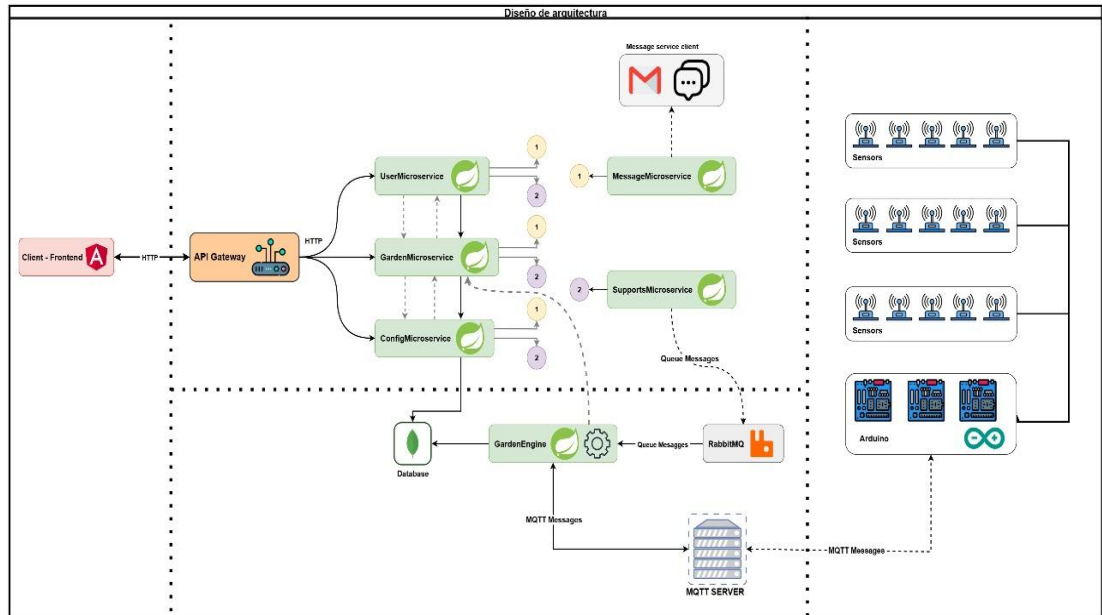 Diseño de arquitectura
Message service client
UserMicroservice
1
2
1
MessageMicroservice
Sensors
Client - Frontend
HTTP
API Gateway
HTTP
GardenMicroservice
1
2
2
SupportsMicroservice
Sensors
ConfigMicroservice
1
2
Queue Messages
Sensors
Database
GardenEngine
Queue Mesagges
RabbitMQ
Arduino
MQTT Messages
MQTT Messages
MQTT SERVER